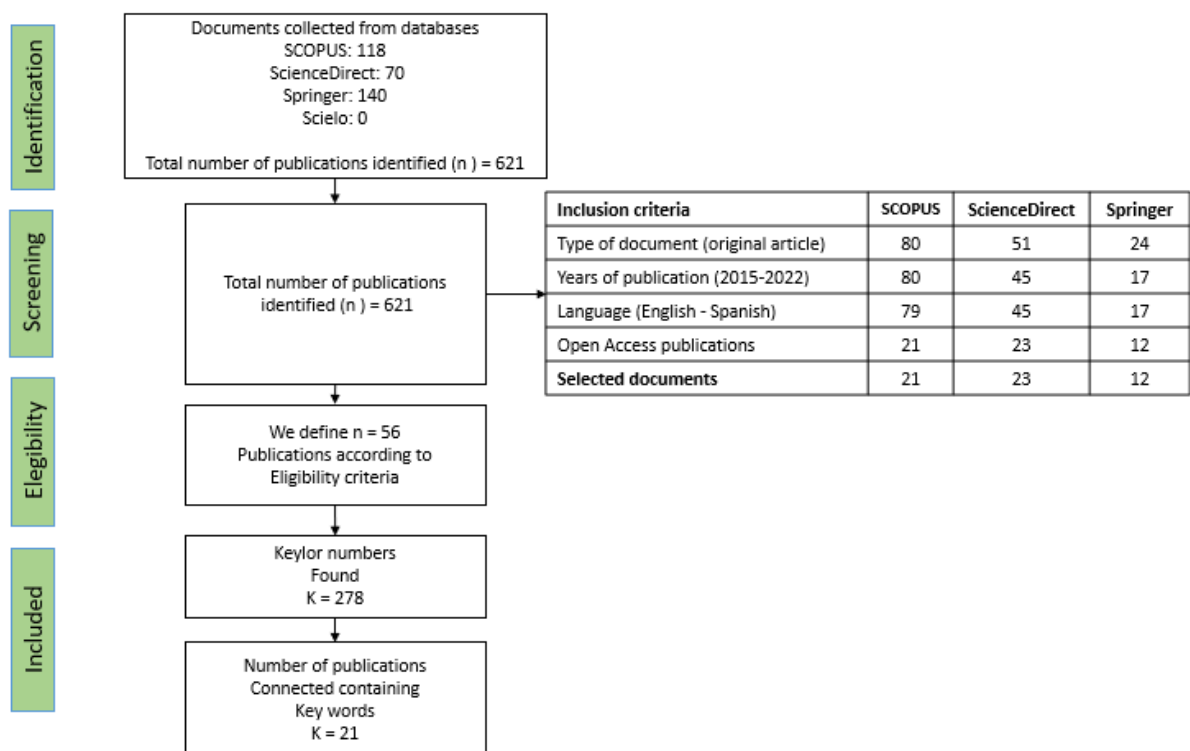 Identification
Documents collected from databases
SCOPUS: 118
ScienceDirect: 70
Springer: 140
Scielo: 0
Total number of publications identified (n ) = 621
Screening
Total number of publications
identified (n ) = 621
Inclusion criteria SCOPUS ScienceDirect Springer
Type of document (original article) 80 51 24
Years of publication (2015-2022) 80 45 17
Language (English - Spanish) 79 45 17
Open Access publications 21 23 12
Selected documents 21 23 12
Elegibility
We define n = 56
Publications according to
Eligibility criteria
Included
Keylor numbers
Found
K = 278
Number of publications
Connected containing
Key words
K = 21